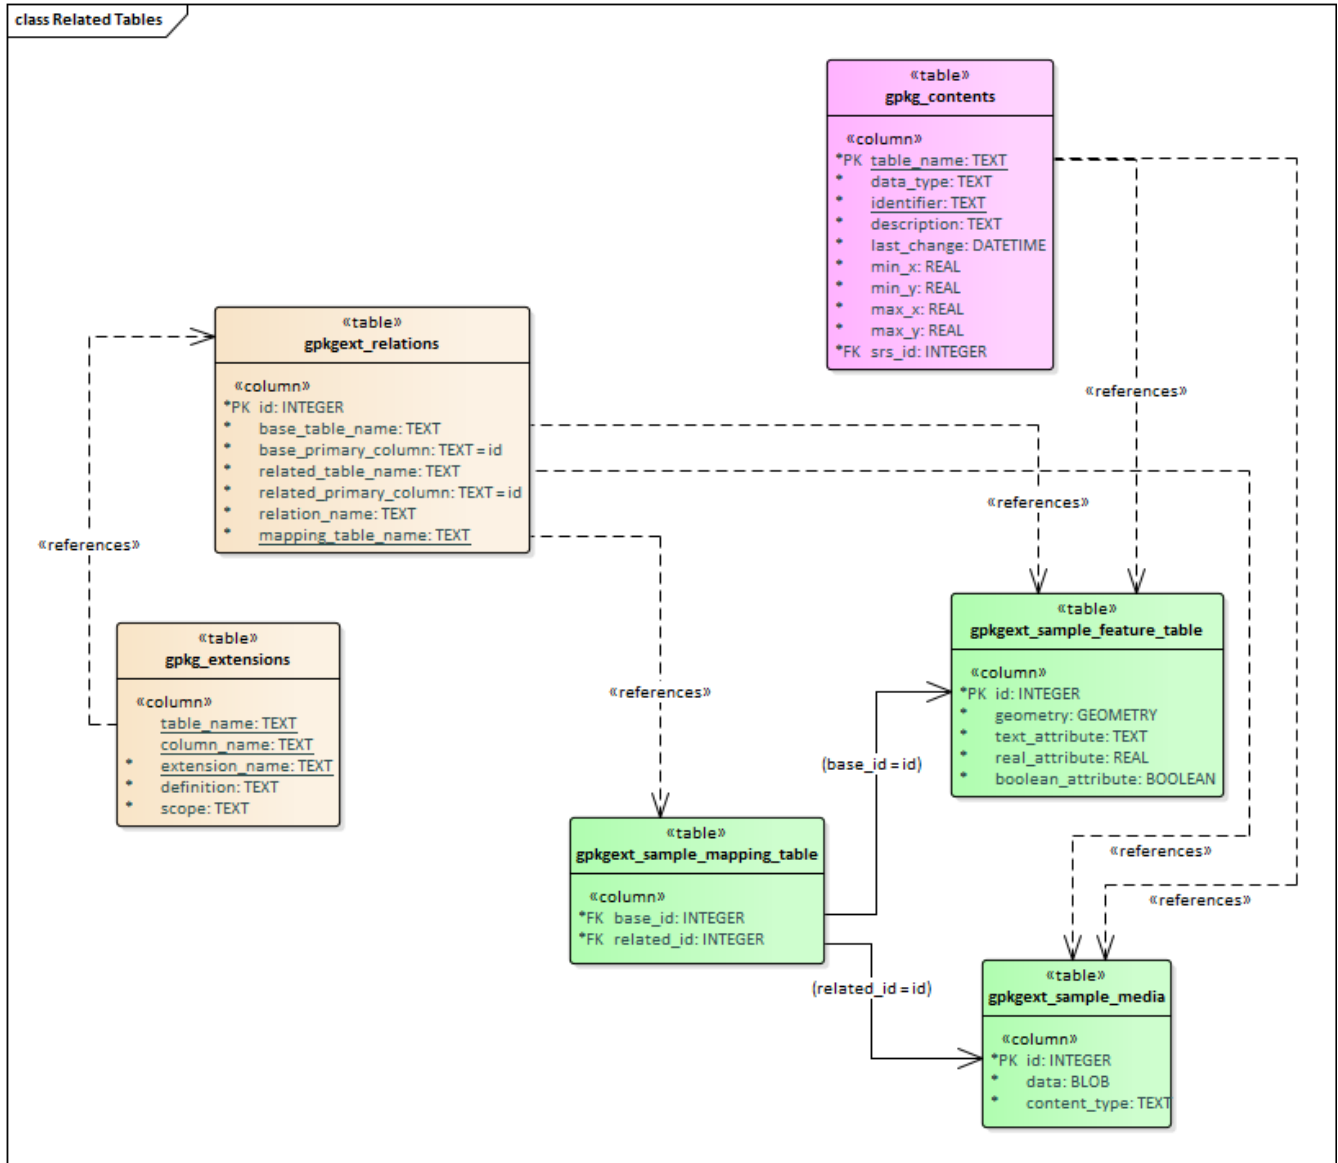 class Related Tables
«table»
gpkg_contents
«column»
*PK table_name: TEXT
* data_type: TEXT
* identifier: TEXT
* description: TEXT
* last_change: DATETIME
* min_x: REAL
* min_y: REAL
* max_x: REAL
* max_y: REAL
*FK srs_id: INTEGER
«table»
gpkgext_relations
«column»
*PK id: INTEGER
* base_table_name: TEXT
* base_primary_column: TEXT = id
* related_table_name: TEXT
* related_primary_column: TEXT = id
* relation_name: TEXT
* mapping_table_name: TEXT
«references»
«references»
«references»
«table»
gpkg_extensions
«column»
table_name: TEXT
column_name: TEXT
* extension_name: TEXT
* definition: TEXT
* scope: TEXT
«references»
«table»
gpkgext_sample_feature_table
«column»
*PK id: INTEGER
* geometry: GEOMETRY
* text_attribute: TEXT
* real_attribute: REAL
* boolean_attribute: BOOLEAN
(base_id = id)
«table»
gpkgext_sample_mapping_table
«column»
*FK base_id: INTEGER
*FK related_id: INTEGER
«references»
«references»
(related_id = id)
«table»
gpkgext_sample_media
«column»
*PK id: INTEGER
* data: BLOB
* content_type: TEXT